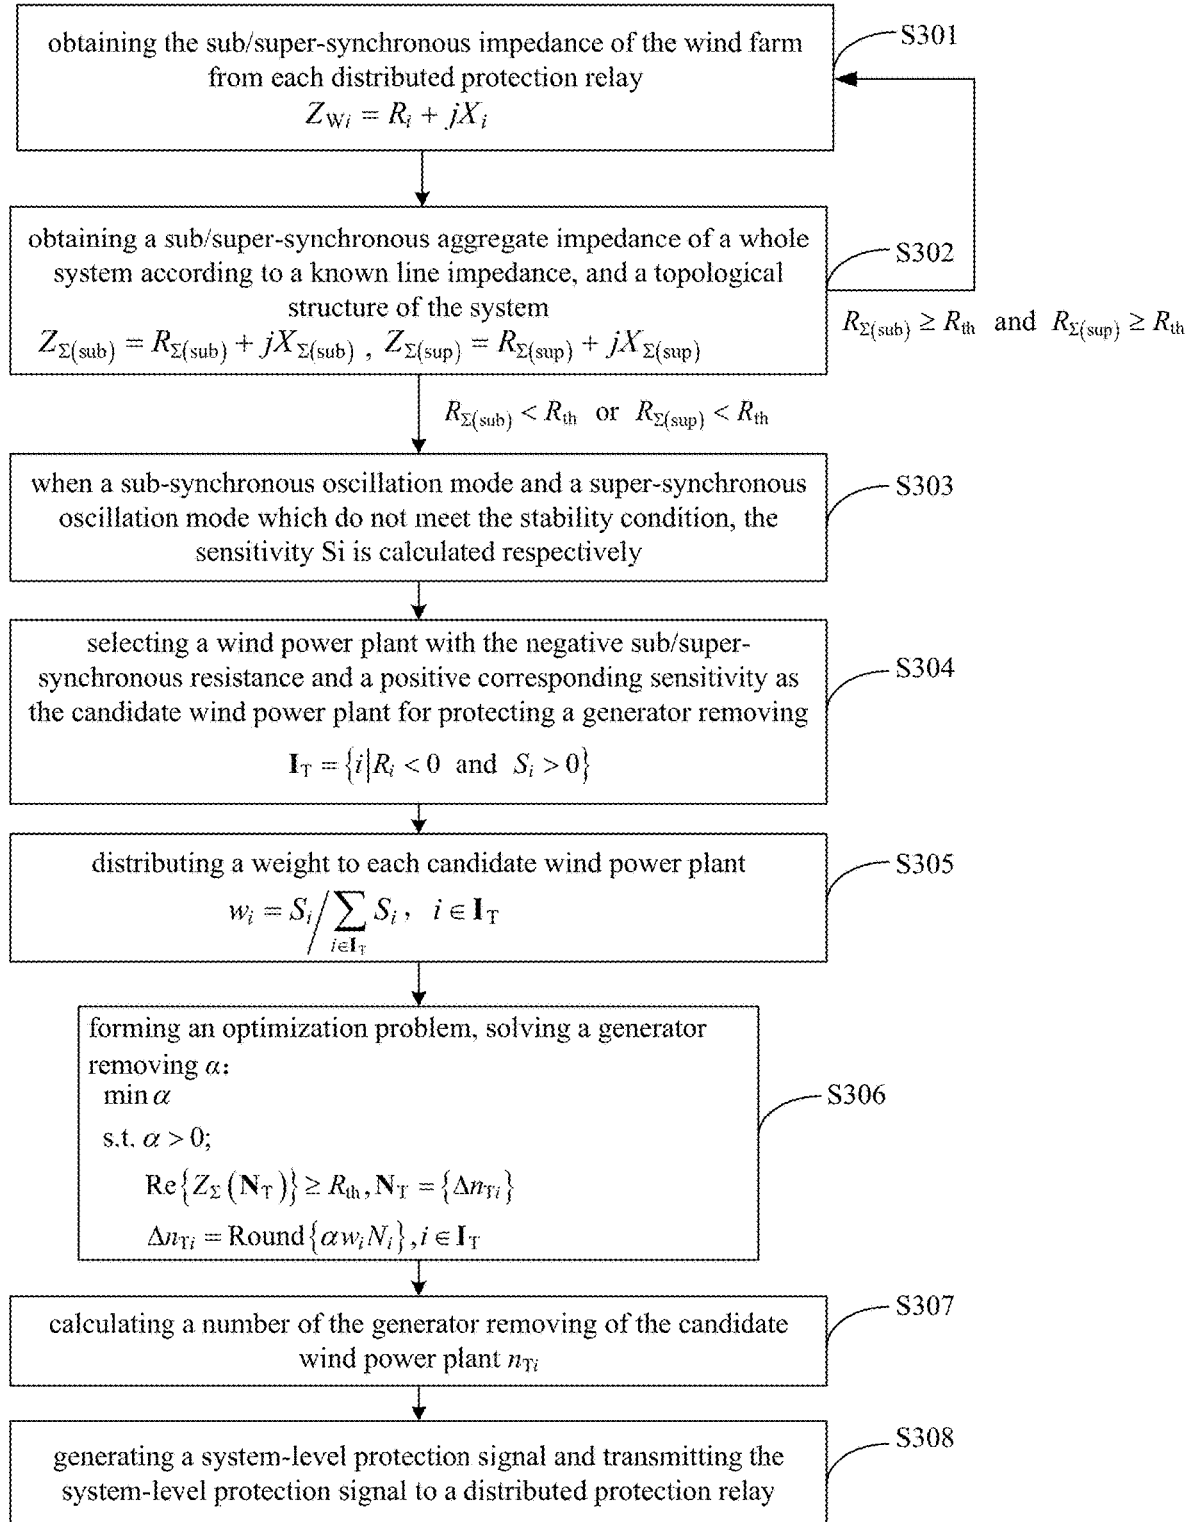 obtaining the sub/super-synchronous impedance of the wind farm
from each distributed protection relay
Z_Wi = R_i + jX_i
S301
obtaining a sub/super-synchronous aggregate impedance of a whole
system according to a known line impedance, and a topological
structure of the system
Z_Σ(sub) = R_Σ(sub) + jX_Σ(sub) , Z_Σ(sup) = R_Σ(sup) + jX_Σ(sup)
S302
R_Σ(sub) ≥ R_th and R_Σ(sup) ≥ R_th
R_Σ(sub) < R_th or R_Σ(sup) < R_th
when a sub-synchronous oscillation mode and a super-synchronous
oscillation mode which do not meet the stability condition, the
sensitivity Si is calculated respectively
S303
selecting a wind power plant with the negative sub/super-
synchronous resistance and a positive corresponding sensitivity as
the candidate wind power plant for protecting a generator removing
I_T = {i|R_i < 0 and S_i > 0}
S304
distributing a weight to each candidate wind power plant
w_i = S_i / ∑_{i∈I_T} S_i , i ∈ I_T
S305
forming an optimization problem, solving a generator
removing α:
min α
s.t. α > 0;
Re{Z_Σ(N_T)} ≥ R_th, N_T = {Δn_Ti}
Δn_Ti = Round{αw_iN_i}, i ∈ I_T
S306
calculating a number of the generator removing of the candidate
wind power plant n_Ti
S307
generating a system-level protection signal and transmitting the
system-level protection signal to a distributed protection relay
S308